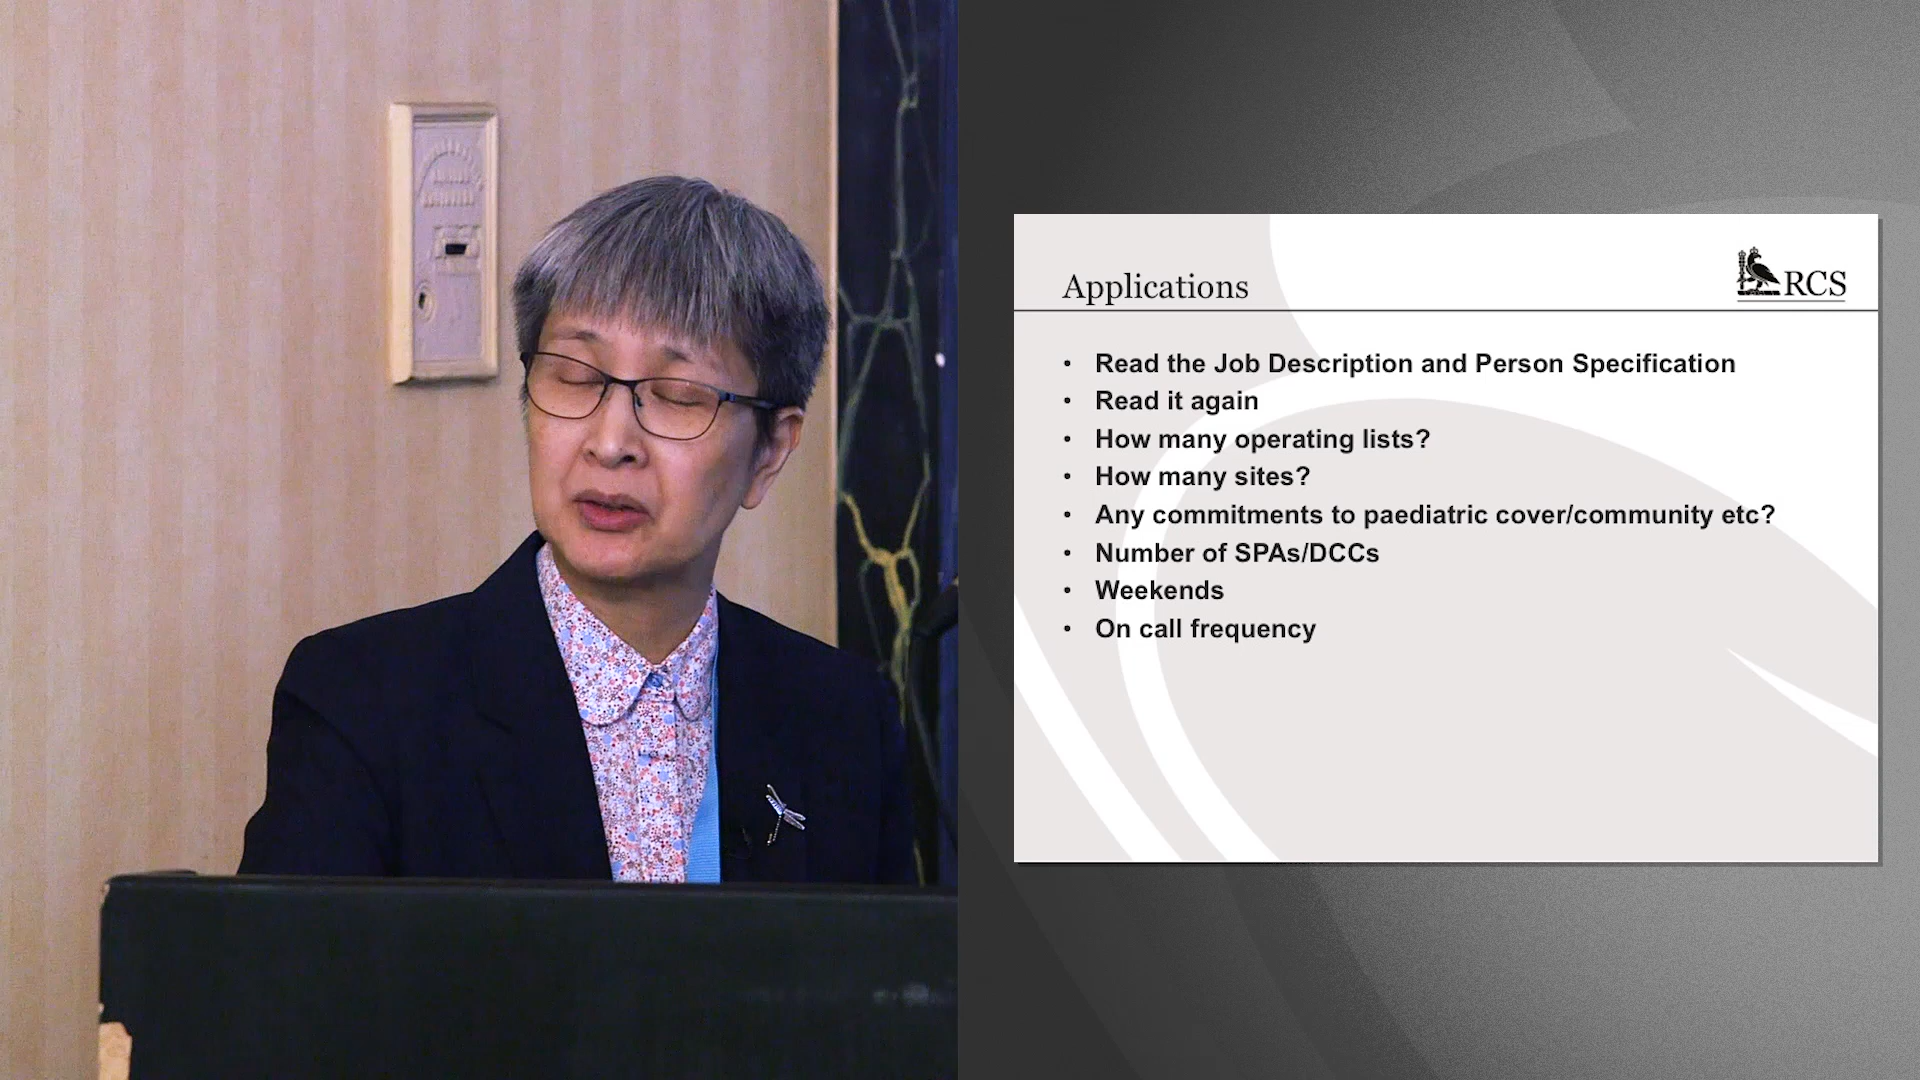 Applications
RCS
Read the Job Description and Person Specification
Read it again
How many operating lists?
How many sites?
Any commitments to paediatric cover/community etc?
Number of SPAs/DCCs
Weekends
On call frequency